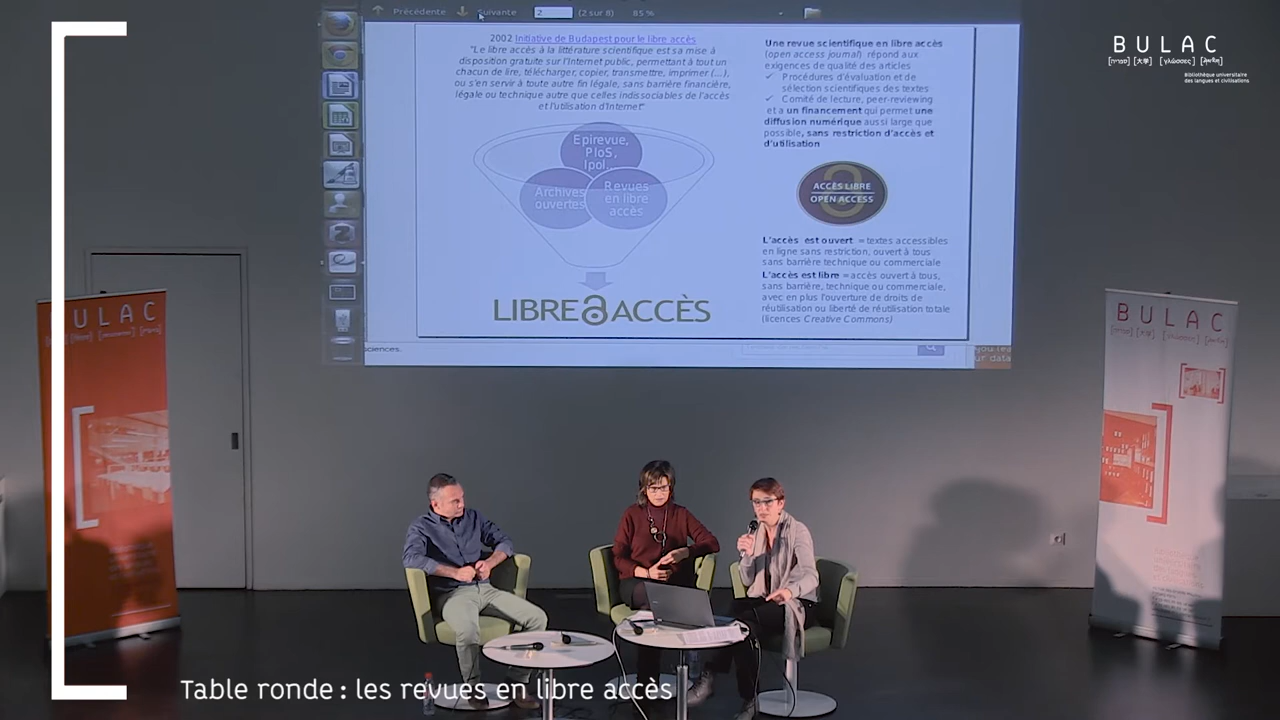 Précédente
Suivante
2
(2 sur 8)
85 %
2002 Initiative de Budapest pour le libre accès
"Le libre accès à la littérature scientifique est sa mise à
disposition gratuite sur l'Internet public, permettant à tout un
chacun de lire, télécharger, copier, transmettre, imprimer (...),
ou s'en servir à toute autre fin légale, sans barrière financière,
légale ou technique autre que celles indissociables de l'accès
et l'utilisation d'Internet"
Epirevue,
PloS,
Ipol...
Archives
ouvertes
Revues
en libre
accès
LIBRE ACCÈS
Une revue scientifique en libre accès
(open access journal) répond aux
exigences de qualité des articles
✓ Procédures d'évaluation et de
sélection scientifiques des textes
✓ Comité de lecture, peer-reviewing
et a un financement qui permet une
diffusion numérique aussi large que
possible, sans restriction d'accès et
d'utilisation
ACCÈS LIBRE
OPEN ACCESS
L'accès est ouvert = textes accessibles
en ligne sans restriction, ouvert à tous
sans barrière technique ou commerciale
L'accès est libre = accès ouvert à tous,
sans barrière, technique ou commerciale,
avec en plus l'ouverture de droits de
réutilisation ou liberté de réutilisation totale
(licences Creative Commons)
sciences.
BULAC
[大學] [γλώσσες]
Bibliothèque universitaire
des langues et civilisations
ULAC
BULAC
Table ronde : les revues en libre accès